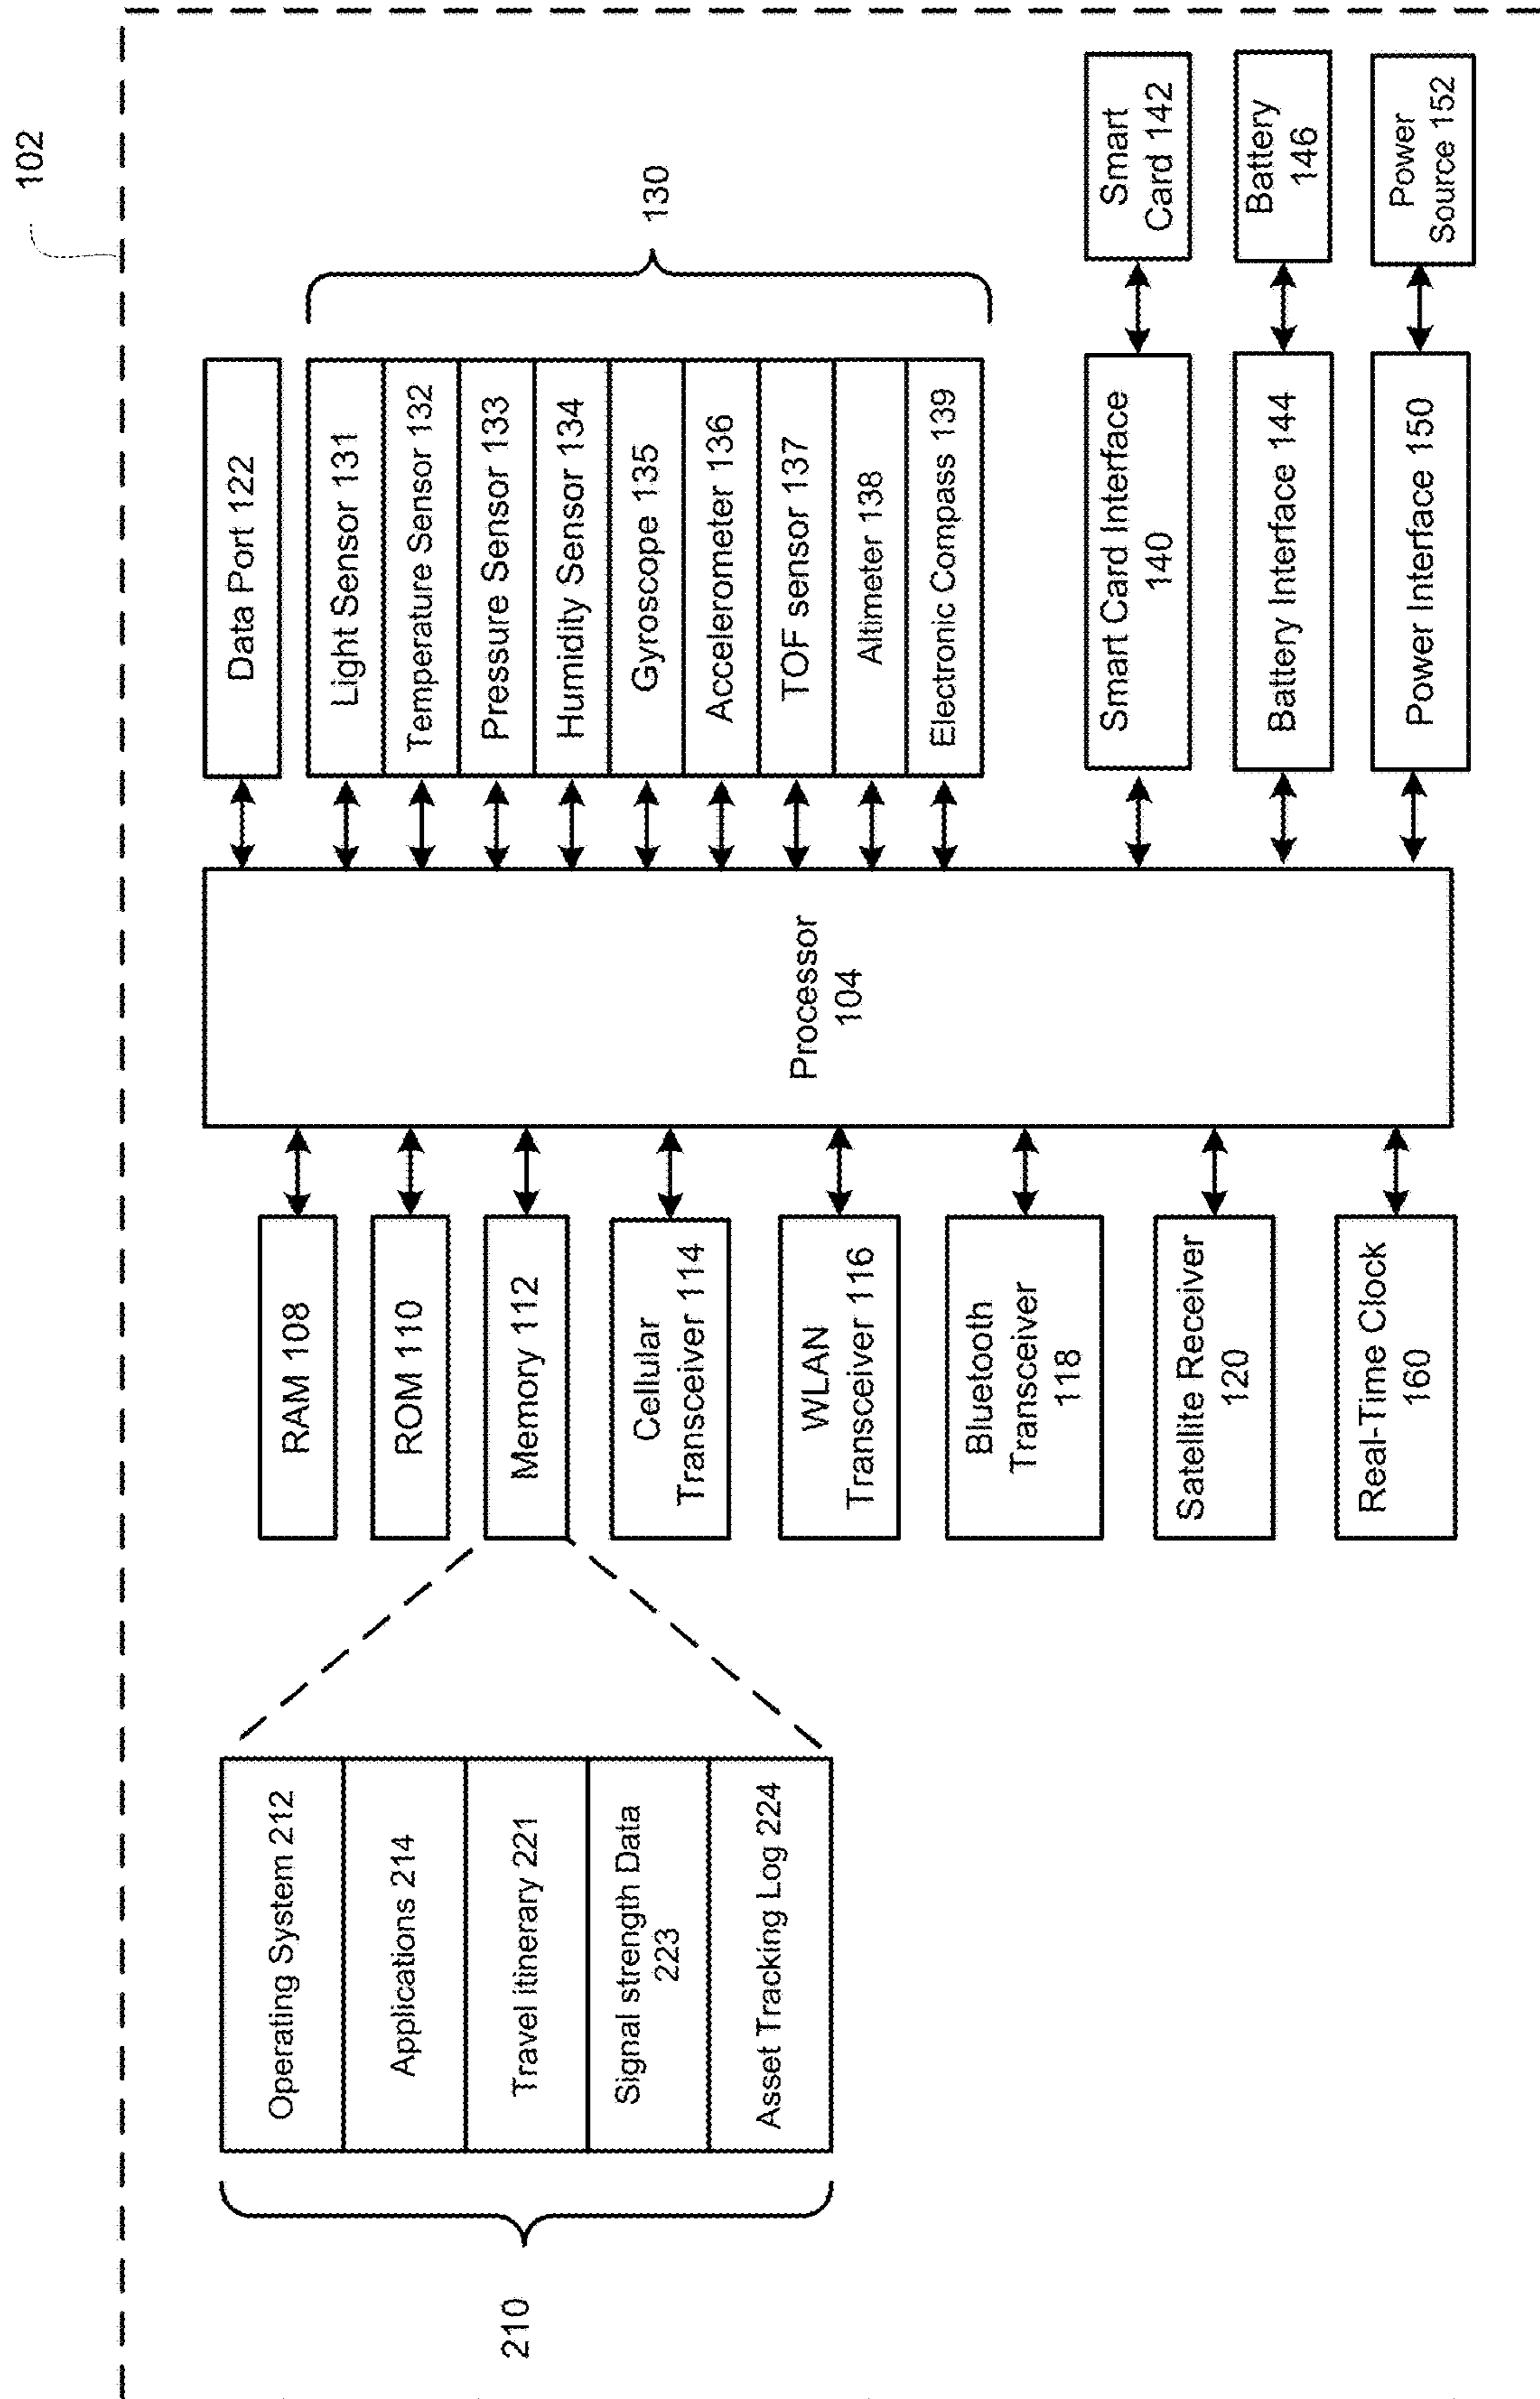 102
210
Operating System 212
Applications 214
Travel itinerary 221
Signal strength Data
223
Asset Tracking Log 224
RAM 108
ROM 110
Memory 112
Cellular
Transceiver 114
WLAN
Transceiver 116
Bluetooth
Transceiver
118
Satellite Receiver
120
Real-Time Clock
160
Processor
104
Data Port 122
Light Sensor 131
Temperature Sensor 132
Pressure Sensor 133
Humidity Sensor 134
Gyroscope 135
Accelerometer 136
TOF sensor 137
Altimeter 138
Electronic Compass 139
130
Smart Card Interface
140
Smart
Card 142
Battery Interface 144
Battery
146
Power Interface 150
Power
Source 152